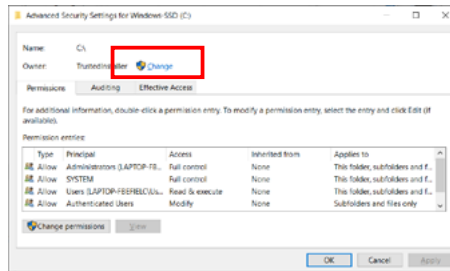 Advanced Security Settings for Windows-SSD (C:)
Name: C:\
Owner: TrustedInstaller Change
Permissions Auditing Effective Access
For additional information, double-click a permission entry. To modify a permission entry, select the entry and click Edit (if
available).
Permission entries:
Type Principal Access Inherited from Applies to
Allow Administrators (LAPTOP- Full control None This folder, subfolders and f...
Allow SYSTEM Full control None This folder, subfolders and f...
Allow Users Read & execute None This folder, subfolders and f...
Allow Authenticated Users Modify None Subfolders and files only
Change permissions View
OK Cancel Apply